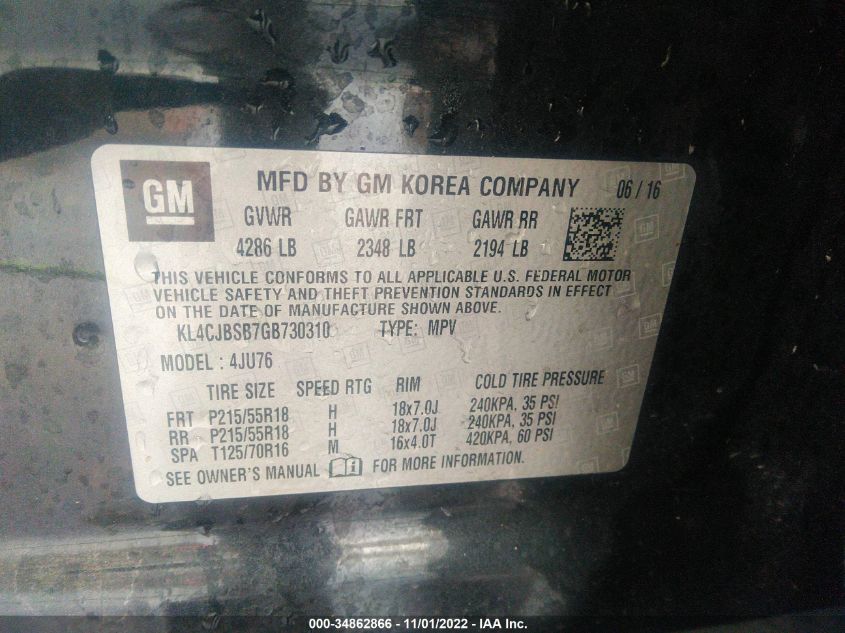 GM MFD BY GM KOREA COMPANY 06 / 16
GVWR GAWR FRT GAWR RR
4286 LB 2348 LB 2194 LB
THIS VEHICLE CONFORMS TO ALL APPLICABLE U.S. FEDERAL MOTOR
VEHICLE SAFETY AND THEFT PREVENTION STANDARDS IN EFFECT
ON THE DATE OF MANUFACTURE SHOWN ABOVE.
KL4CJBSB7GB730310 TYPE: MPV
MODEL : 4JU76
TIRE SIZE SPEED RTG RIM COLD TIRE PRESSURE
FRT P215/55R18 H 18x7.0J 240KPA, 35 PSI
RR P215/55R18 H 18x7.0J 240KPA, 35 PSI
SPA T125/70R16 M 16x4.0T 420KPA, 60 PSI
SEE OWNER'S MANUAL FOR MORE INFORMATION.
000-34862866 - 11/01/2022 - IAA Inc.